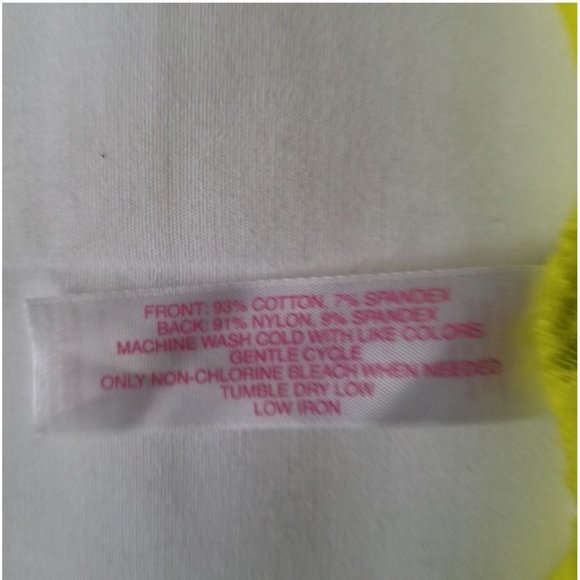 FRONT: 93% COTTON, 7% SPANDEX
BACK: 91% NYLON, 9% SPANDEX
MACHINE WASH COLD WITH LIKE COLORS
GENTLE CYCLE
ONLY NON-CHLORINE BLEACH WHEN NEEDED
TUMBLE DRY LOW
LOW IRON